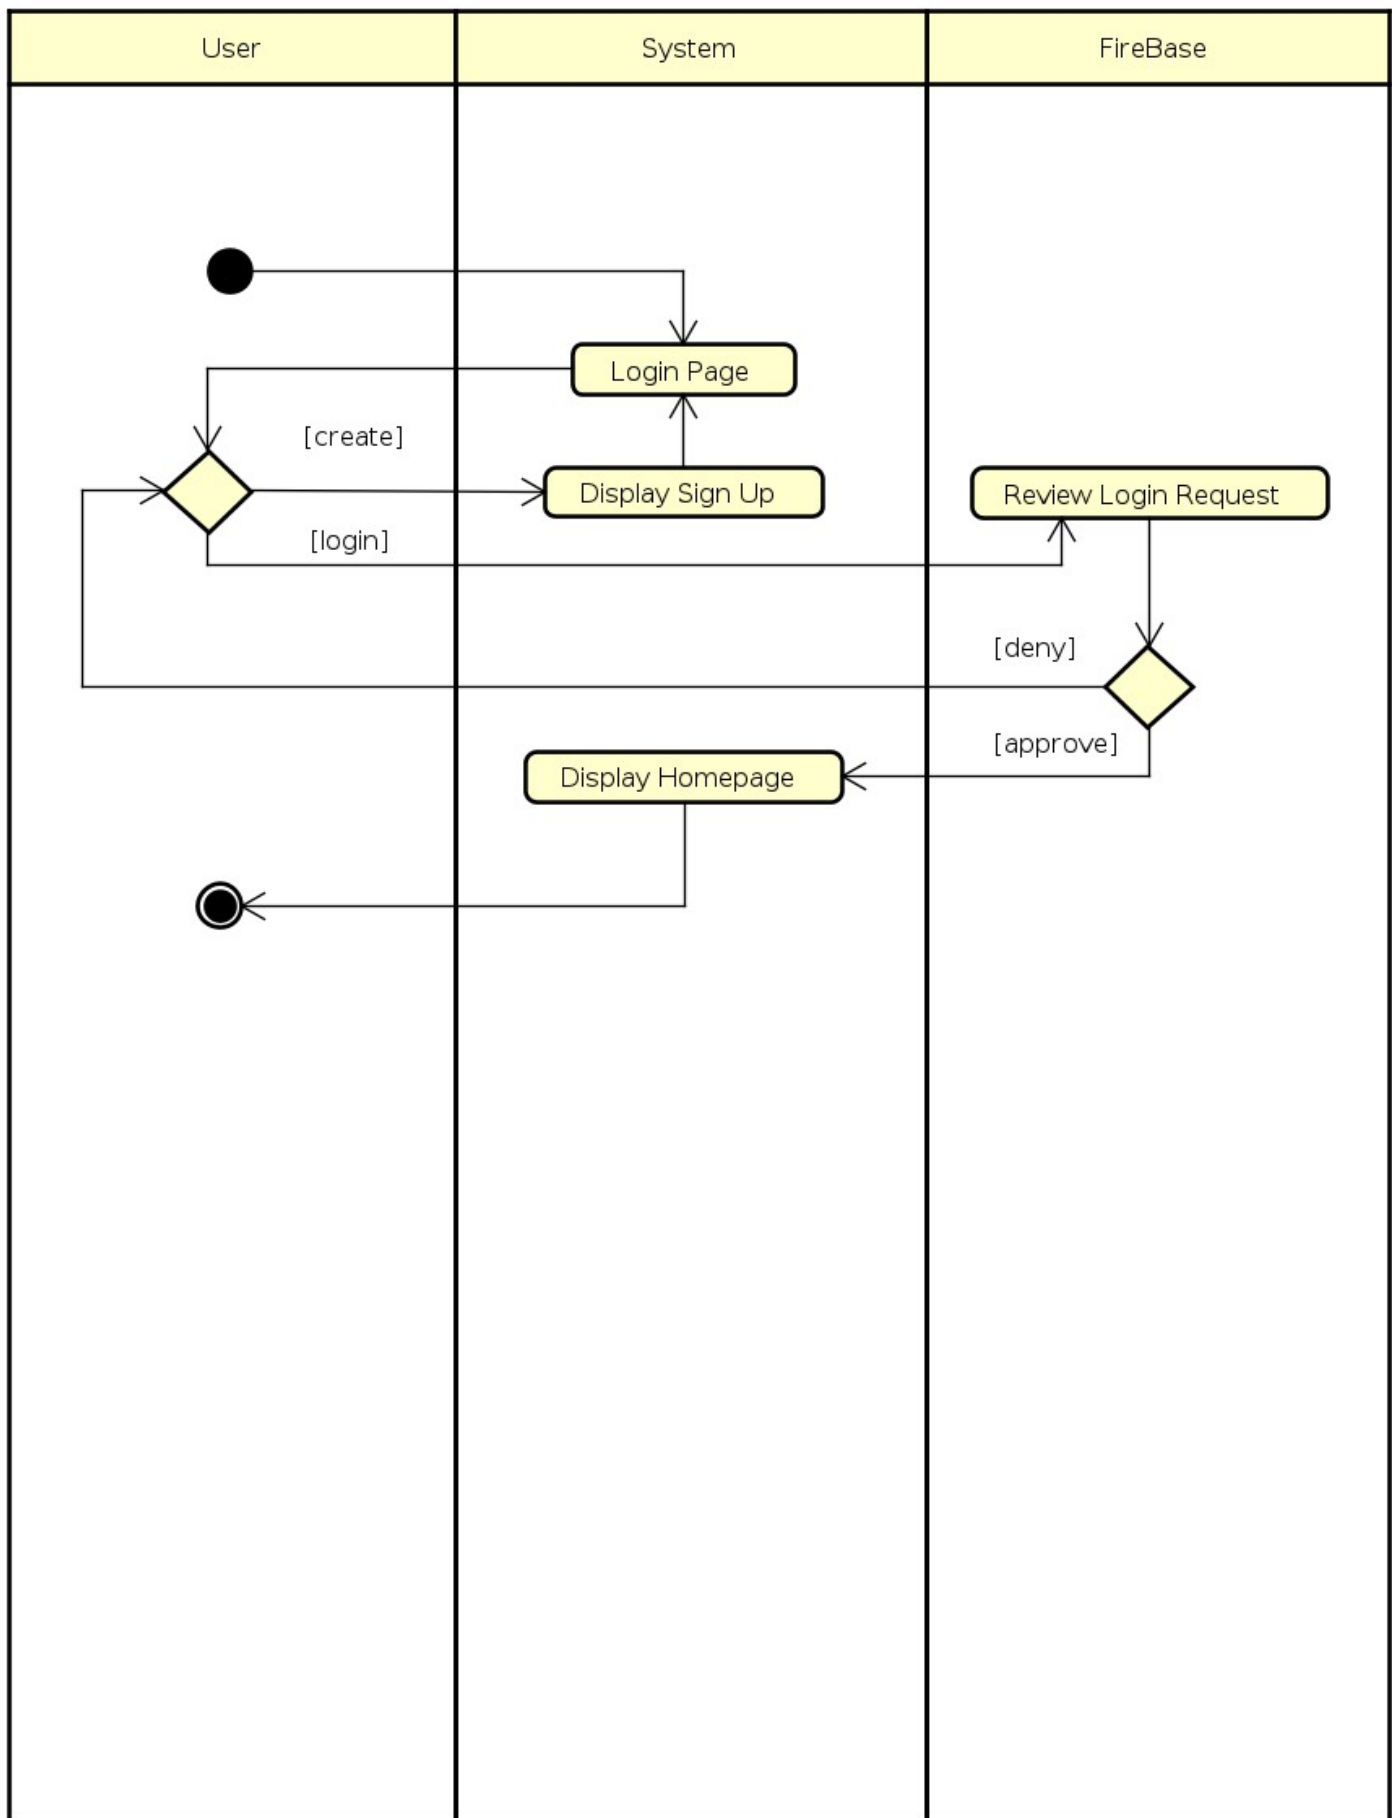 User
System
FireBase
Login Page
[create]
Display Sign Up
Review Login Request
[login]
[deny]
[approve]
Display Homepage